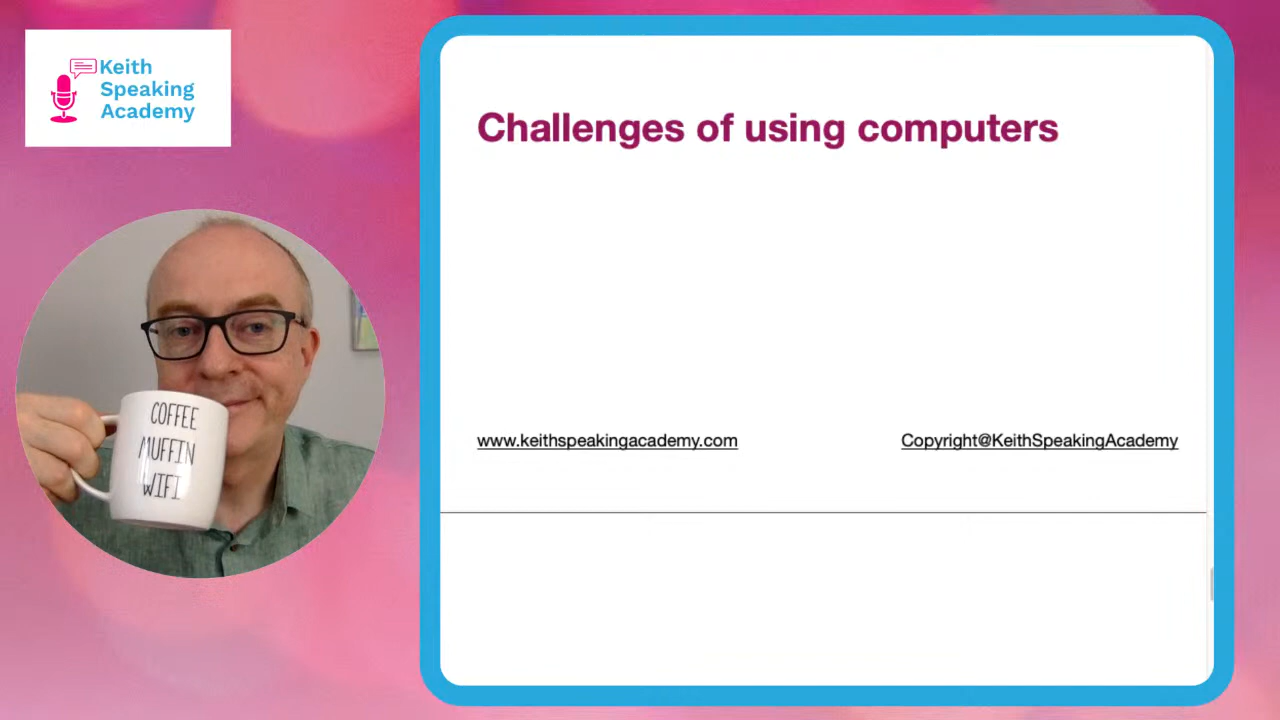 Keith
Speaking
Academy
Challenges of using computers
COFFEE
MUFFIN
WIFI
www.keithspeakingacademy.com
Copyright@KeithSpeakingAcademy